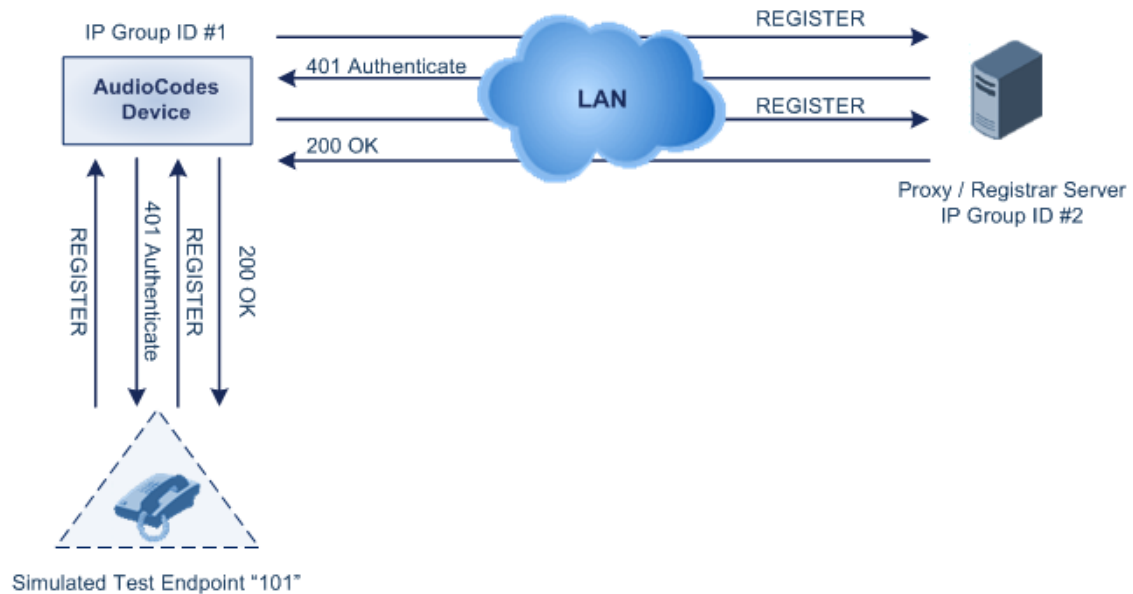 IP Group ID #1
REGISTER
AudioCodes
Device
401 Authenticate
LAN
REGISTER
200 OK
Proxy / Registrar Server
IP Group ID #2
REGISTER
401 Authenticate
REGISTER
200 OK
Simulated Test Endpoint “101”